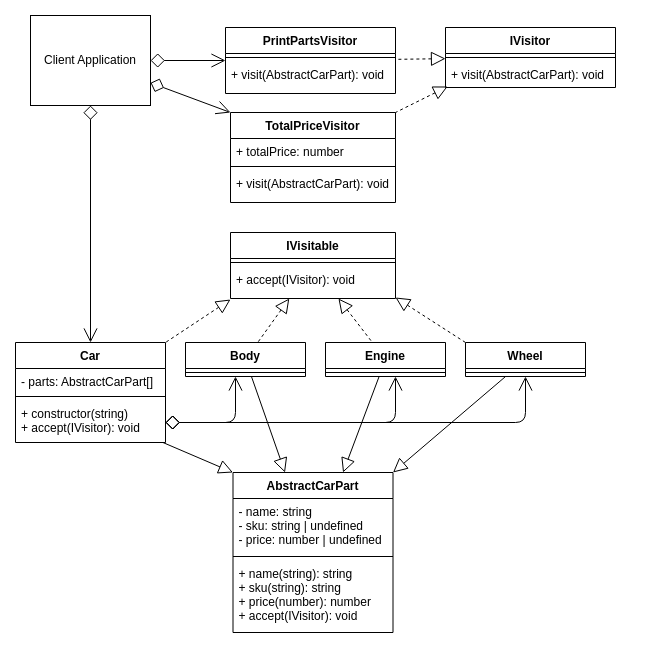 Client Application
PrintPartsVisitor
+ visit(AbstractCarPart): void
IVisitor
+ visit(AbstractCarPart): void
TotalPriceVisitor
+ totalPrice: number
+ visit(AbstractCarPart): void
IVisitable
+ accept(IVisitor): void
Car
- parts: AbstractCarPart[]
+ constructor(string)
+ accept(IVisitor): void
Body
Engine
Wheel
AbstractCarPart
- name: string
- sku: string | undefined
- price: number | undefined
+ name(string): string
+ sku(string): string
+ price(number): number
+ accept(IVisitor): void